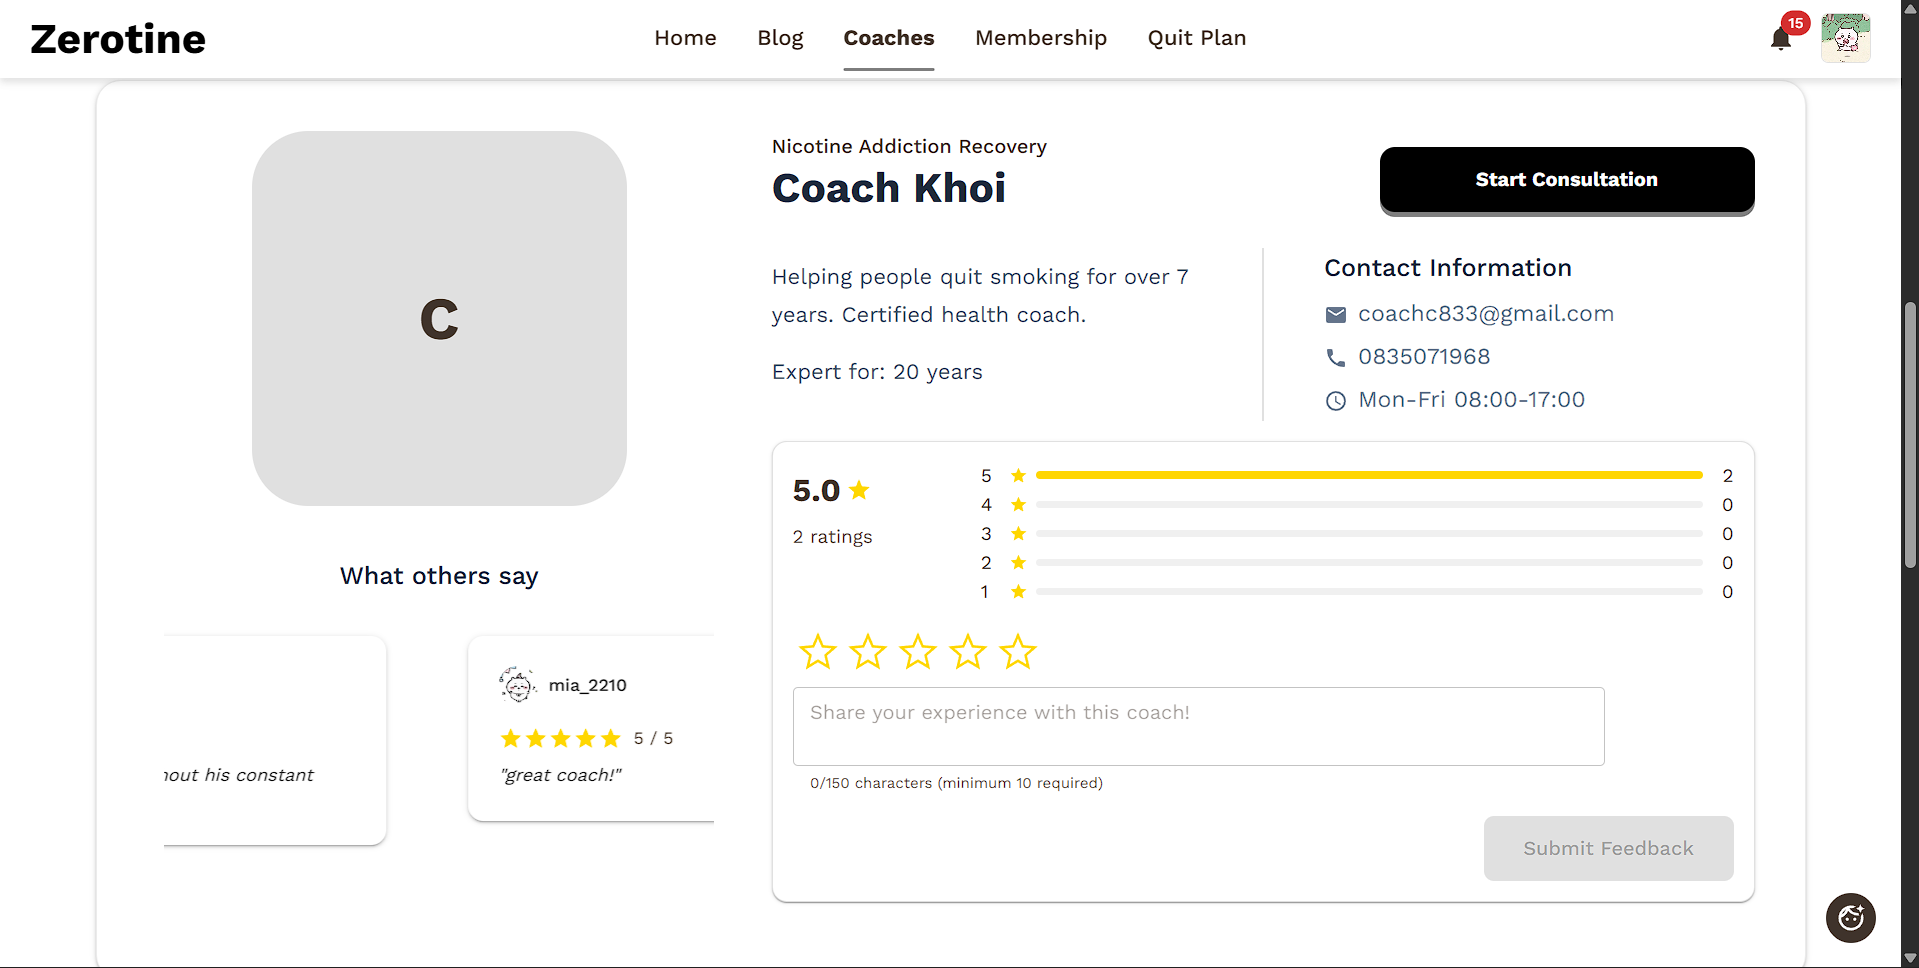 Zerotine
Home
Blog
Coaches
Membership
Quit Plan
15
C
Nicotine Addiction Recovery
Coach Khoi
Start Consultation
Helping people quit smoking for over 7
years. Certified health coach.
Expert for: 20 years
Contact Information
coachc833@gmail.com
0835071968
Mon-Fri 08:00-17:00
What others say
his constant
mia_2210
5 / 5
"great coach!"
5.0
2 ratings
5 2
4 0
3 0
2 0
1 0
Share your experience with this coach!
0/150 characters (minimum 10 required)
Submit Feedback